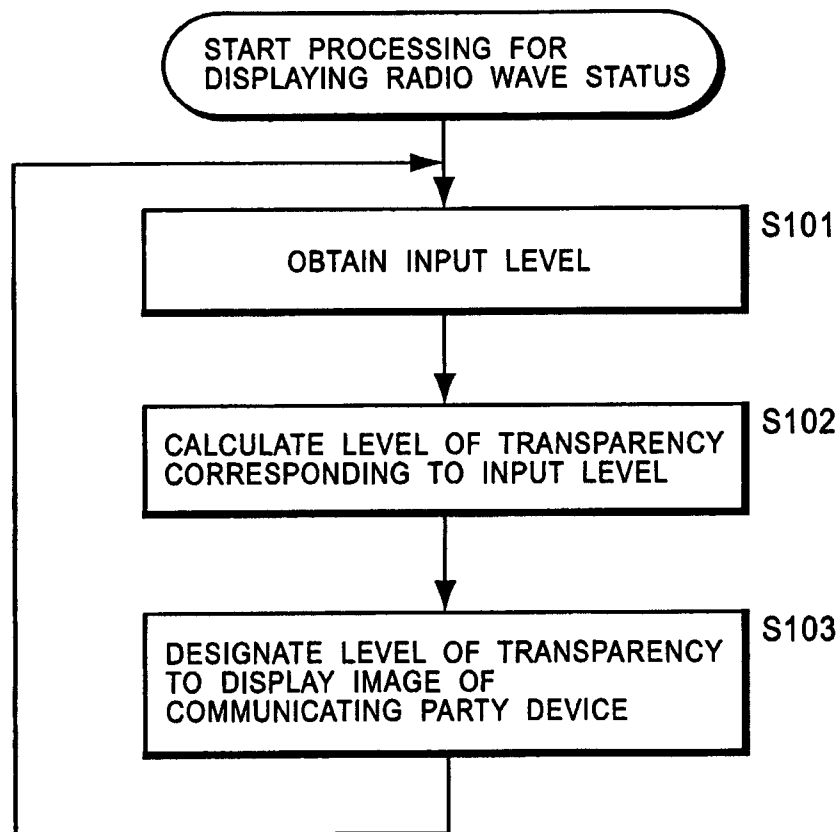 START PROCESSING FOR
DISPLAYING RADIO WAVE STATUS
S101
OBTAIN INPUT LEVEL
S102
CALCULATE LEVEL OF TRANSPARENCY
CORRESPONDING TO INPUT LEVEL
S103
DESIGNATE LEVEL OF TRANSPARENCY
TO DISPLAY IMAGE OF
COMMUNICATING PARTY DEVICE